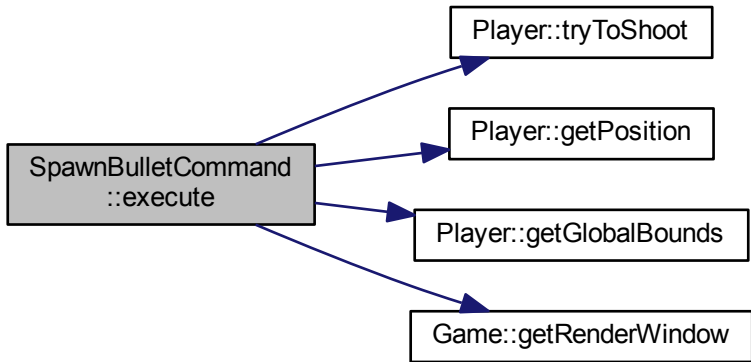 SpawnBulletCommand
::execute
Player::tryToShoot
Player::getPosition
Player::getGlobalBounds
Game::getRenderWindow